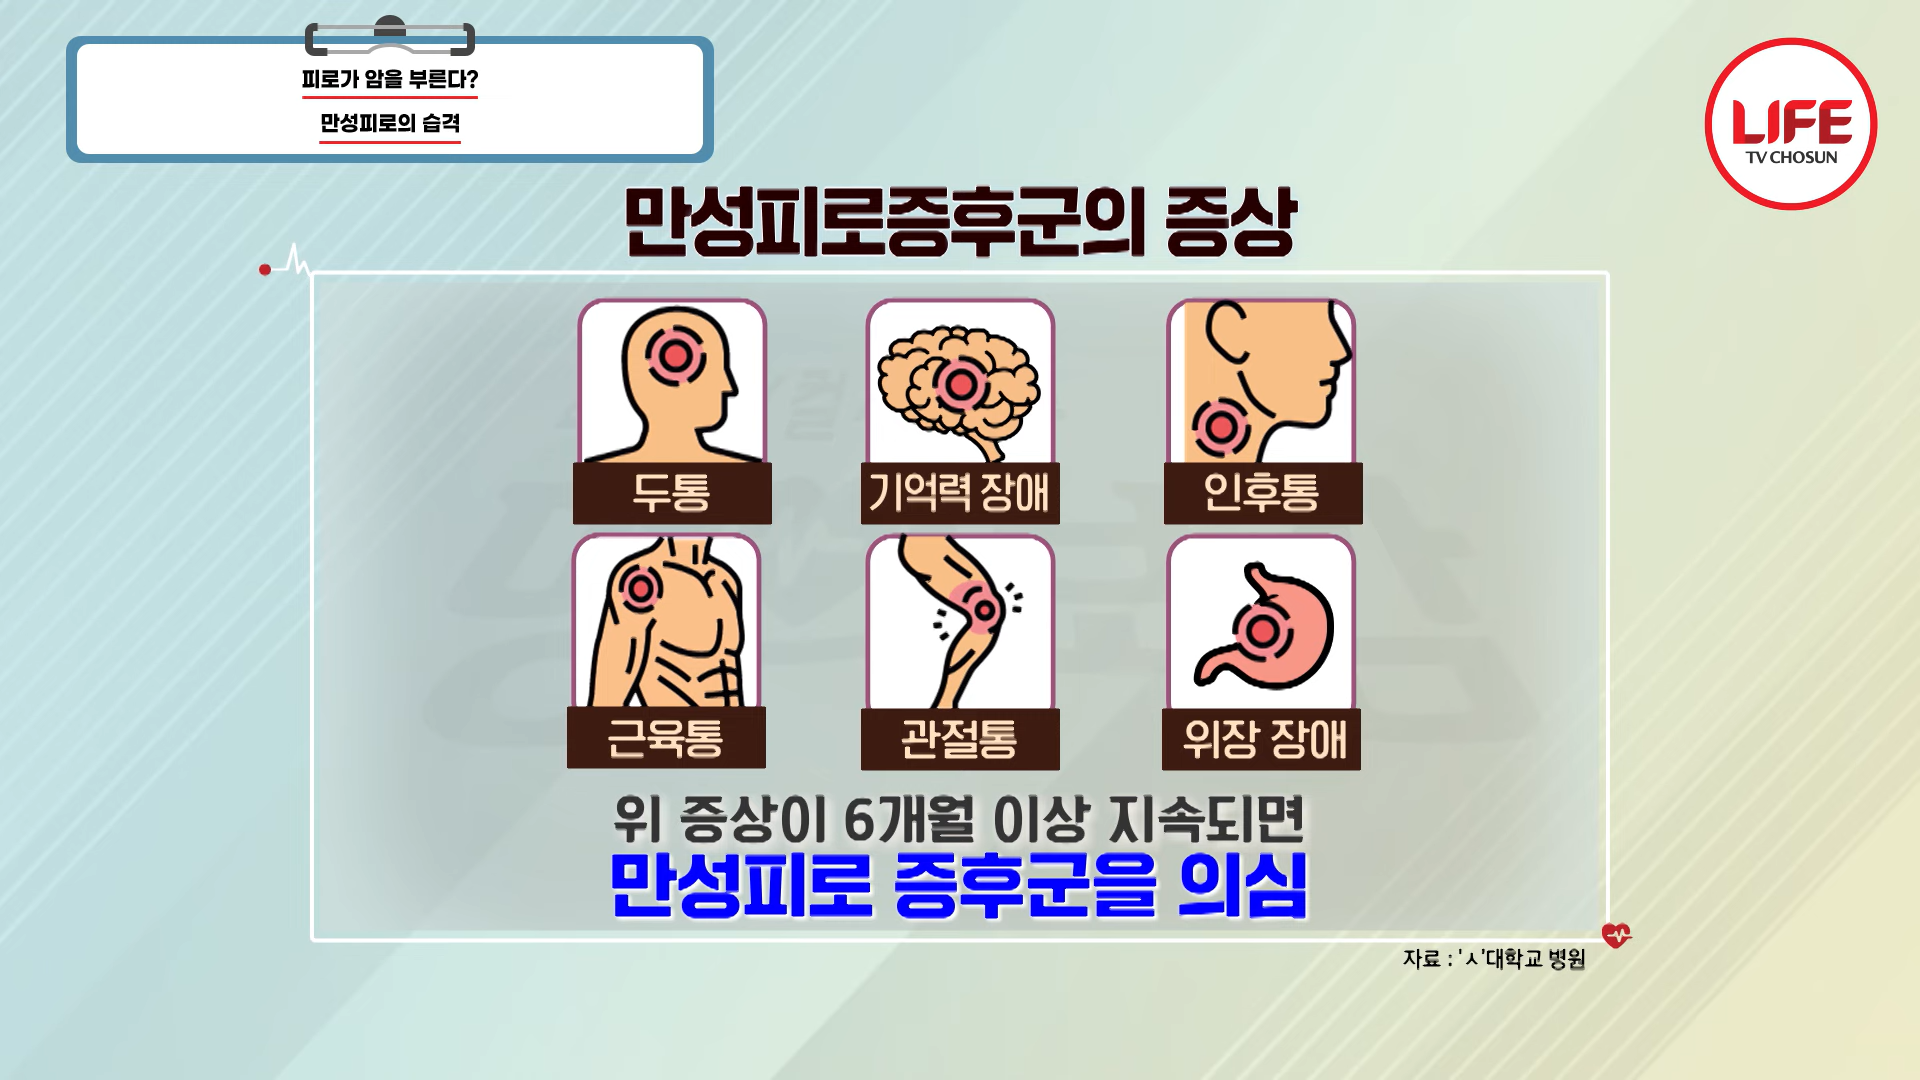 피로가 암을 부른다?
만성피로의 습격
LIFE
TV CHOSUN
만성피로증후군의 증상
두통
기억력 장애
인후통
근육통
관절통
위장 장애
위 증상이 6개월 이상 지속되면
만성피로 증후군을 의심
자료 : 'ㅅ'대학교 병원